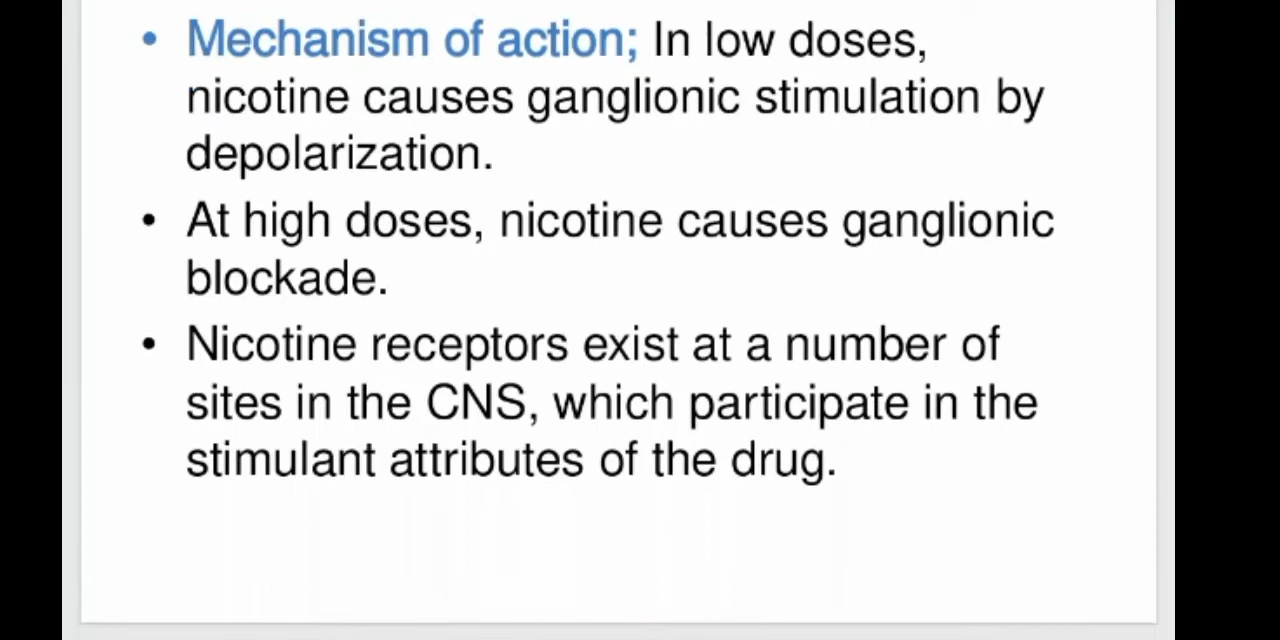 • Mechanism of action; In low doses,
nicotine causes ganglionic stimulation by
depolarization.
• At high doses, nicotine causes ganglionic
blockade.
• Nicotine receptors exist at a number of
sites in the CNS, which participate in the
stimulant attributes of the drug.